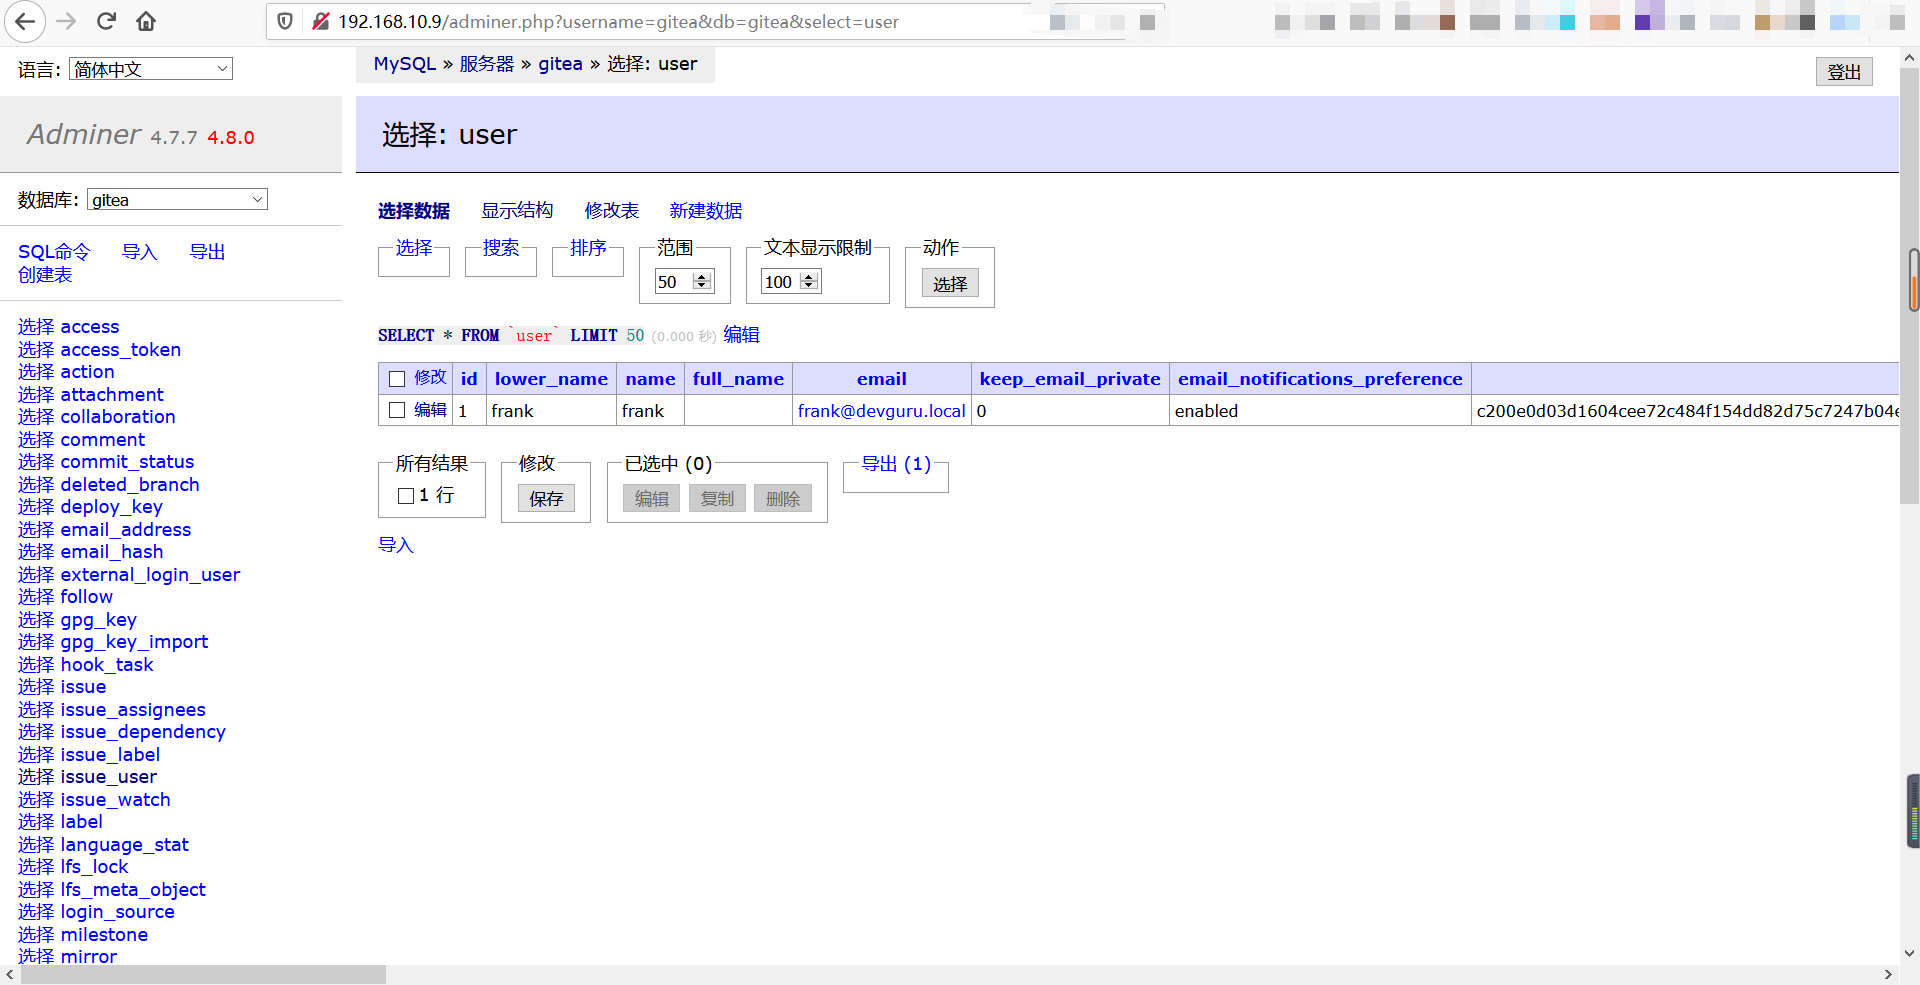 192.168.10.9/adminer.php?username=gitea&db=gitea&select=user
语言: 简体中文
MySQL » 服务器 » gitea » 选择: user
登出
Adminer 4.7.7 4.8.0
选择: user
数据库: gitea
SQL命令 导入 导出
创建表
选择数据 显示结构 修改表 新建数据
选择 搜索 排序 范围 文本显示限制 动作
50 100 选择
SELECT * FROM `user` LIMIT 50 (0.000 秒) 编辑
修改 id lower_name name full_name email keep_email_private email_notifications_preference
编辑 1 frank frank frank@devguru.local 0 enabled c200e0d03d1604cee72c484f154dd82d75c7247b04e
所有结果 修改 已选中 (0) 导出 (1)
1 行 保存 编辑 复制 删除
导入
选择 access
选择 access_token
选择 action
选择 attachment
选择 collaboration
选择 comment
选择 commit_status
选择 deleted_branch
选择 deploy_key
选择 email_address
选择 email_hash
选择 external_login_user
选择 follow
选择 gpg_key
选择 gpg_key_import
选择 hook_task
选择 issue
选择 issue_assignees
选择 issue_dependency
选择 issue_label
选择 issue_user
选择 issue_watch
选择 label
选择 language_stat
选择 lfs_lock
选择 lfs_meta_object
选择 login_source
选择 milestone
选择 mirror